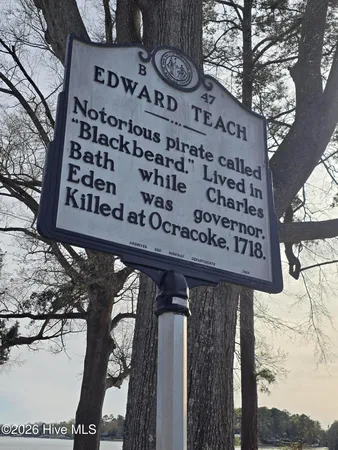 B 47
EDWARD TEACH
Notorious pirate called
"Blackbeard." Lived in
Bath while Charles
Eden was governor.
Killed at Ocracoke, 1718.
©2026 Hive MLS